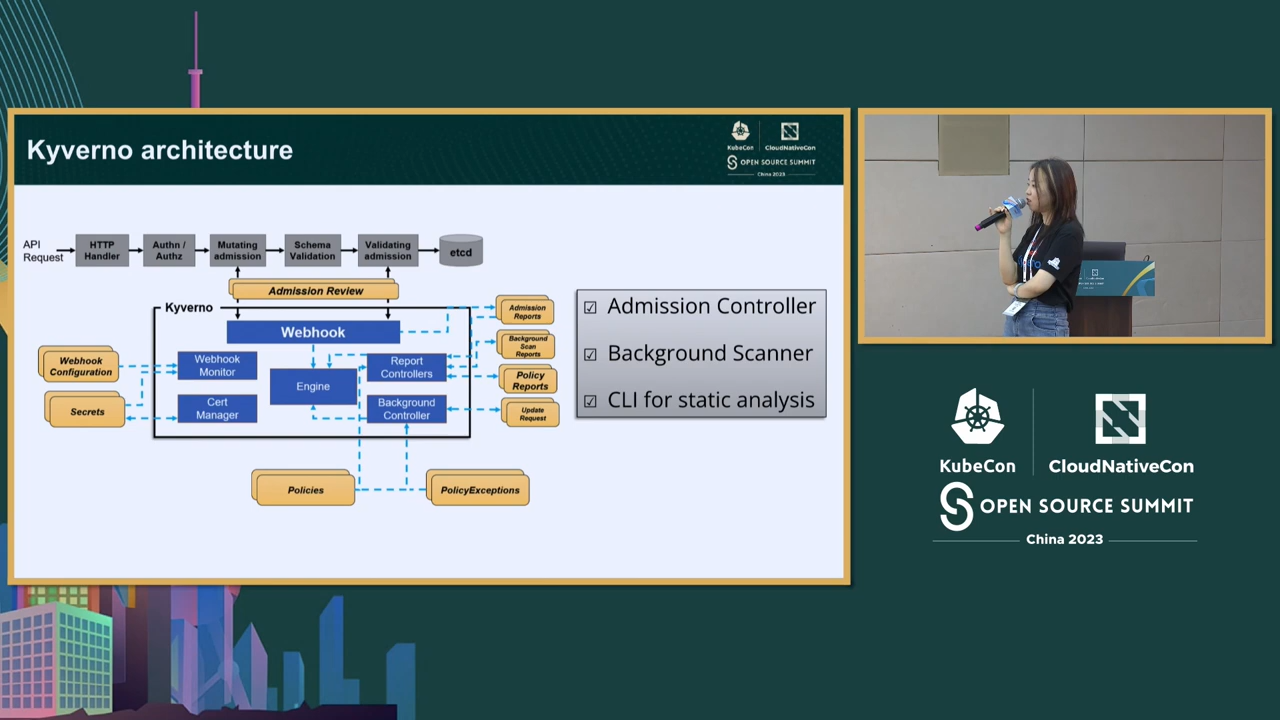 Kyverno architecture
KubeCon
CloudNativeCon
OPEN SOURCE SUMMIT
China 2023
API
Request
HTTP
Handler
Authn /
Authz
Mutating
admission
Schema
Validation
Validating
admission
etcd
Admission Review
Kyverno
Webhook
Webhook
Monitor
Cert
Manager
Engine
Report
Controllers
Background
Controller
Webhook
Configuration
Secrets
Admission
Reports
Background
Scan
Reports
Policy
Reports
Update
Request
Policies
PolicyExceptions
☑ Admission Controller
☑ Background Scanner
☑ CLI for static analysis
KubeCon
CloudNativeCon
OPEN SOURCE SUMMIT
China 2023